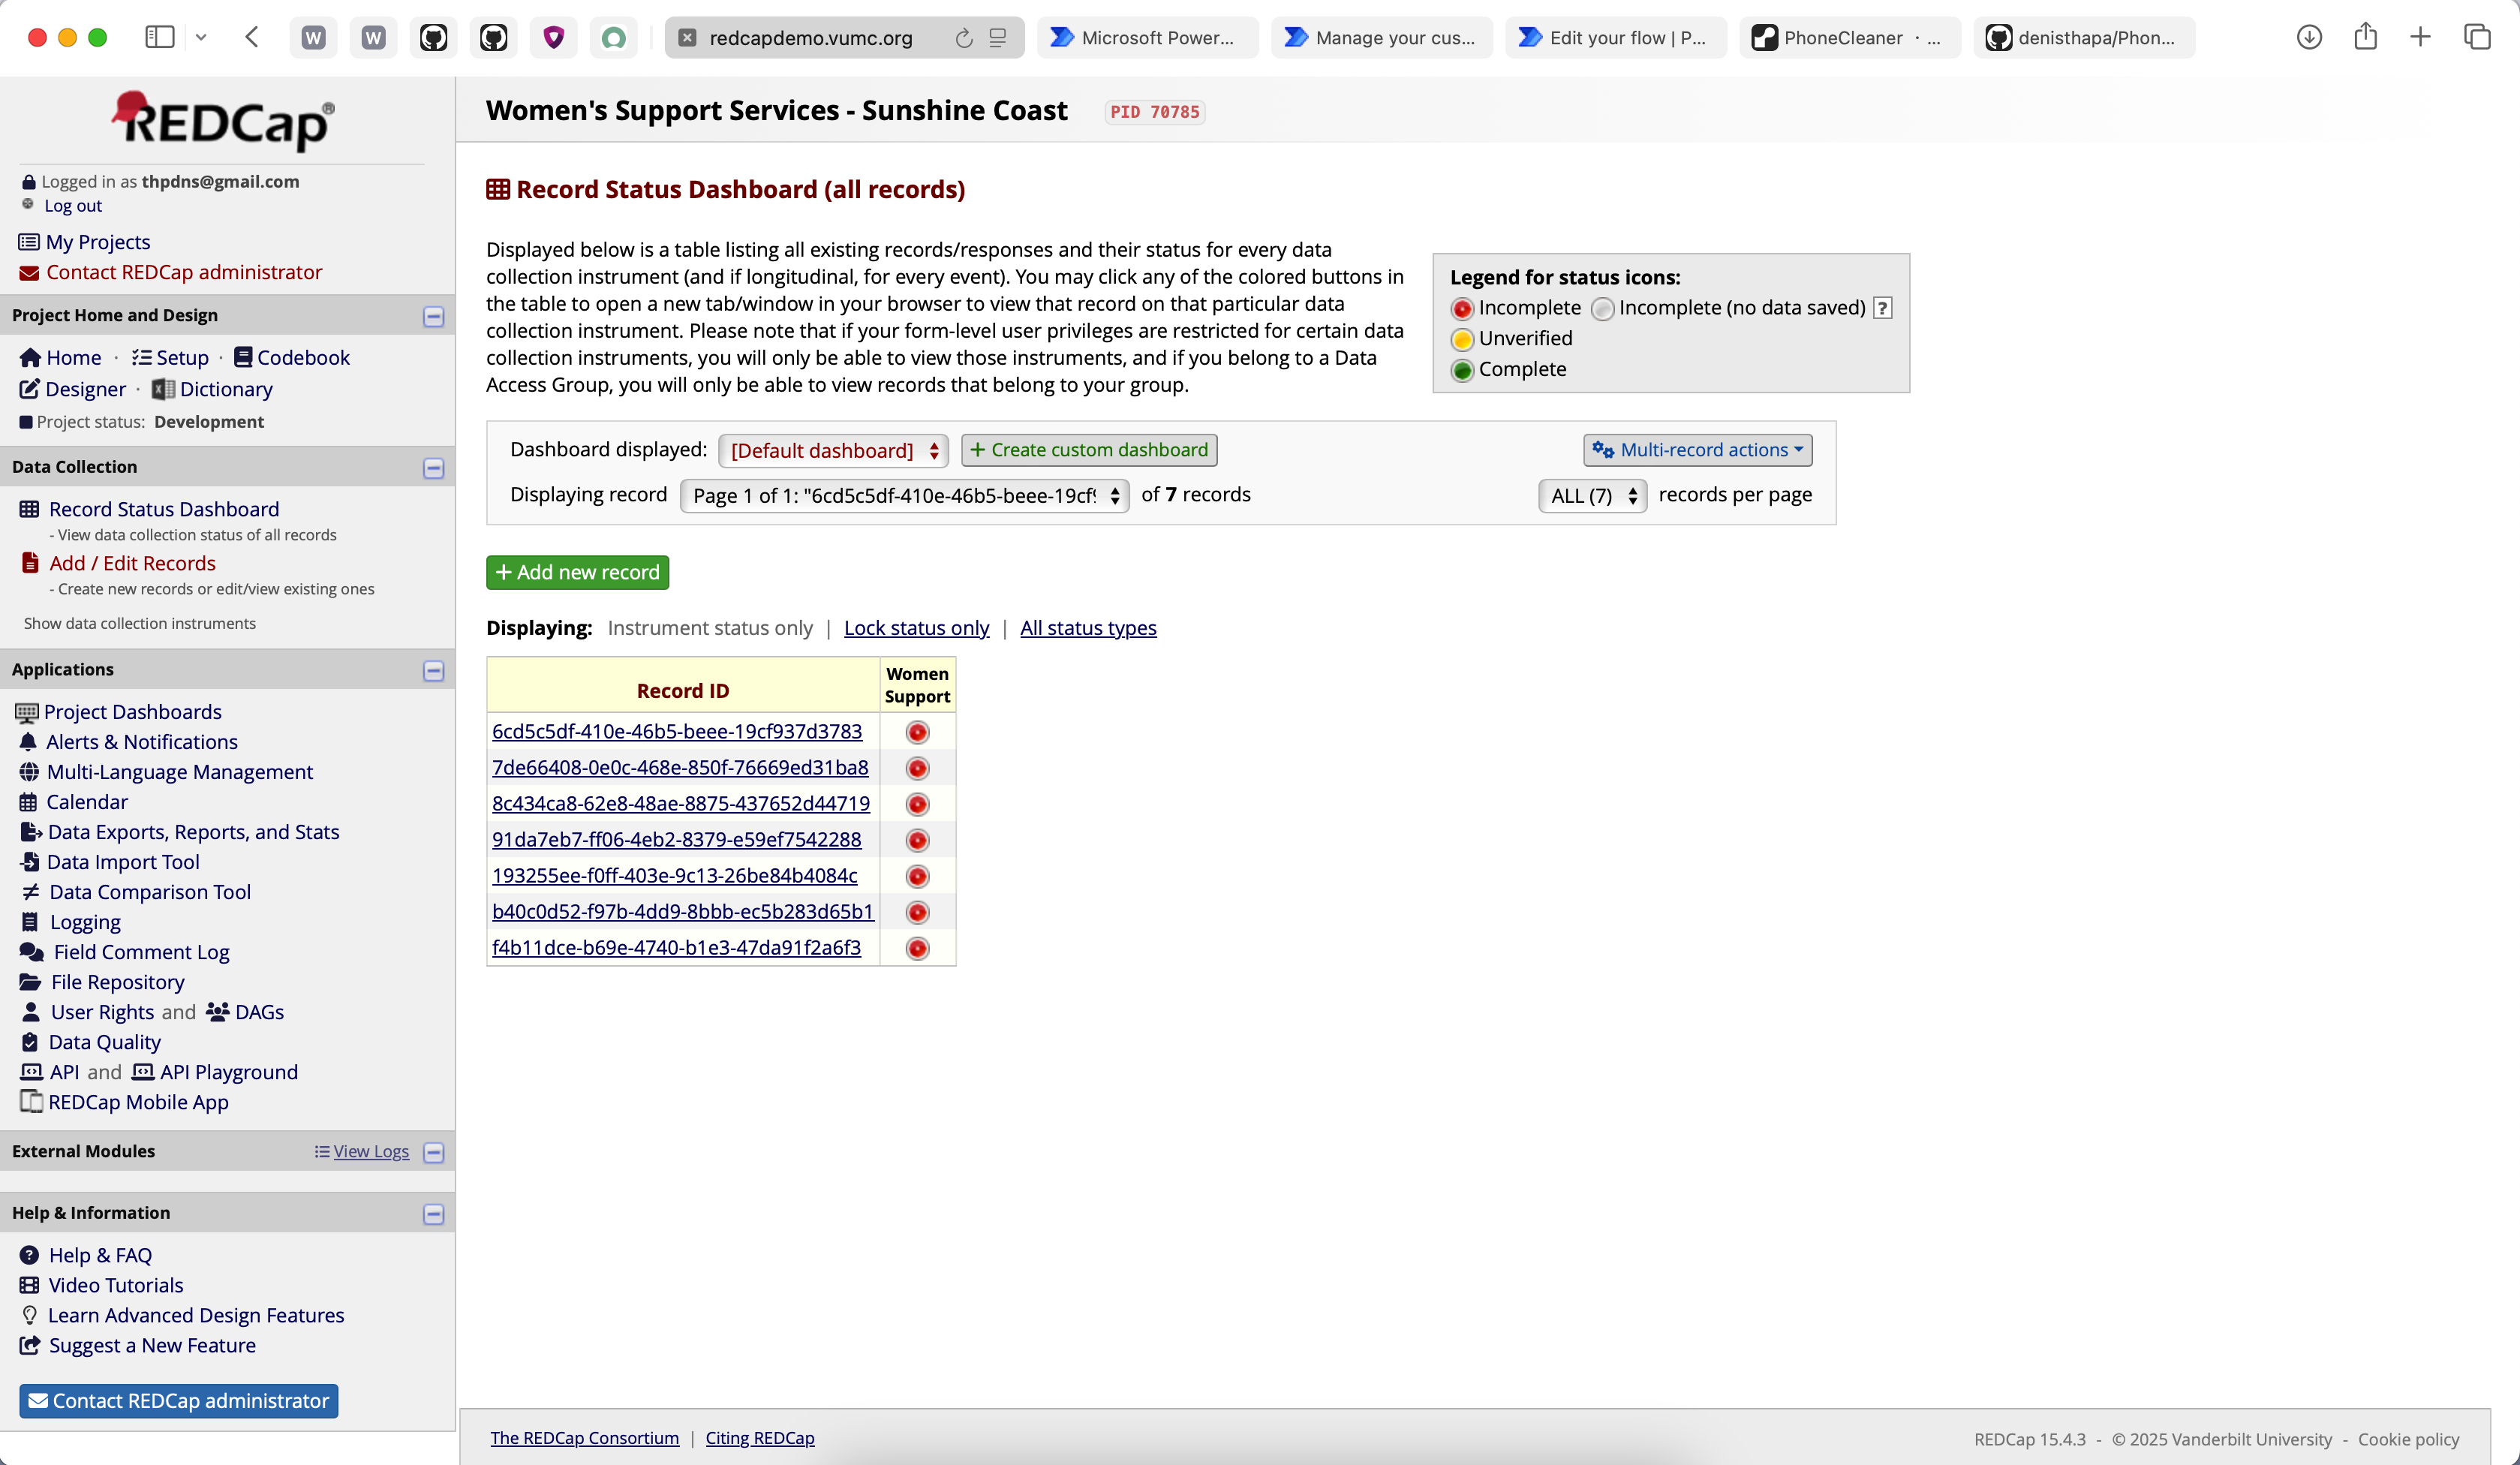 W
W
redcapdemo.vumc.org
Microsoft Power...
Manage your cus...
Edit your flow | P...
PhoneCleaner · ...
denisthapa/Phon...
REDCap®
Logged in as thpdns@gmail.com
Log out
My Projects
Contact REDCap administrator
Project Home and Design
Home · Setup · Codebook
Designer · Dictionary
Project status: Development
Data Collection
Record Status Dashboard
- View data collection status of all records
Add / Edit Records
- Create new records or edit/view existing ones
Show data collection instruments
Applications
Project Dashboards
Alerts & Notifications
Multi-Language Management
Calendar
Data Exports, Reports, and Stats
Data Import Tool
Data Comparison Tool
Logging
Field Comment Log
File Repository
User Rights and DAGs
Data Quality
API and API Playground
REDCap Mobile App
External Modules View Logs
Help & Information
Help & FAQ
Video Tutorials
Learn Advanced Design Features
Suggest a New Feature
Contact REDCap administrator
Women's Support Services - Sunshine Coast PID 70785
Record Status Dashboard (all records)
Displayed below is a table listing all existing records/responses and their status for every data
collection instrument (and if longitudinal, for every event). You may click any of the colored buttons in
the table to open a new tab/window in your browser to view that record on that particular data
collection instrument. Please note that if your form-level user privileges are restricted for certain data
collection instruments, you will only be able to view those instruments, and if you belong to a Data
Access Group, you will only be able to view records that belong to your group.
Legend for status icons:
Incomplete Incomplete (no data saved) ?
Unverified
Complete
Dashboard displayed: [Default dashboard] + Create custom dashboard Multi-record actions
Displaying record Page 1 of 1: "6cd5c5df-410e-46b5-beee-19cf9 of 7 records ALL (7) records per page
+ Add new record
Displaying: Instrument status only | Lock status only | All status types
Record ID
Women
Support
6cd5c5df-410e-46b5-beee-19cf937d3783
7de66408-0e0c-468e-850f-76669ed31ba8
8c434ca8-62e8-48ae-8875-437652d44719
91da7eb7-ff06-4eb2-8379-e59ef7542288
193255ee-f0ff-403e-9c13-26be84b4084c
b40c0d52-f97b-4dd9-8bbb-ec5b283d65b1
f4b11dce-b69e-4740-b1e3-47da91f2a6f3
The REDCap Consortium | Citing REDCap
REDCap 15.4.3 - © 2025 Vanderbilt University - Cookie policy